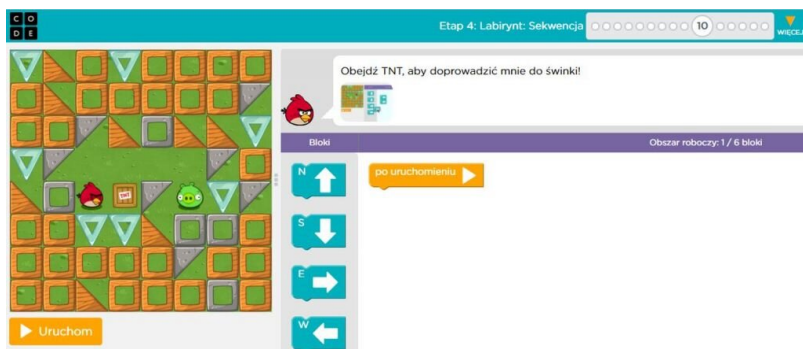 C O
D E
Etap 4: Labirynt: Sekwencja 10 WIĘCEJ
Obejdź TNT, aby doprowadzić mnie do świnki!
Bloki Obszar roboczy: 1 / 6 bloki
N
po uruchomieniu
TNT
S
E
W
Uruchom